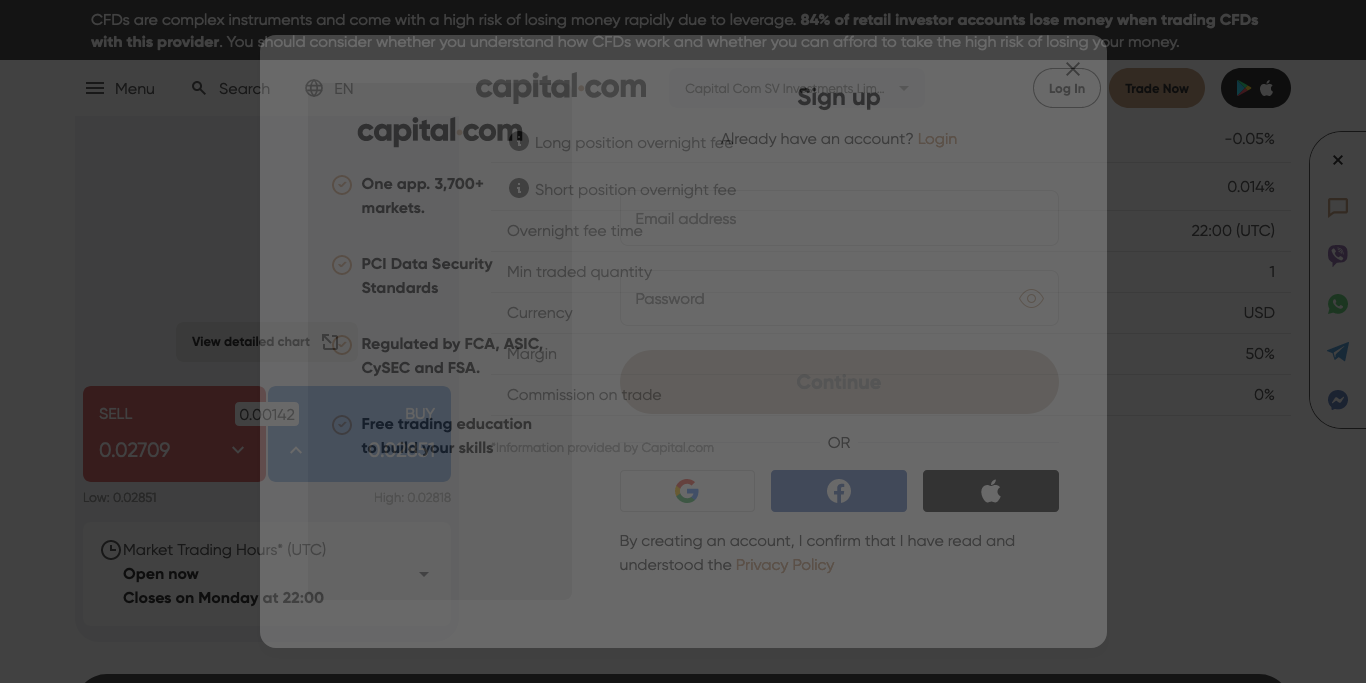 CFDs are complex instruments and come with a high risk of losing money rapidly due to leverage. 84% of retail investor accounts lose money when trading CFDs
with this provider. You should consider whether you understand how CFDs work and whether you can afford to take the high risk of losing your money.
Menu
Search
EN
capital.com
Capital Com SV Investments Lim...
Log In
Trade Now
Sign up
Already have an account? Login
capital.com
One app. 3,700+
markets.
PCI Data Security
Standards
Regulated by FCA, ASIC,
CySEC and FSA.
Free trading education
to build your skills
Email address
Password
Continue
OR
By creating an account, I confirm that I have read and
understood the Privacy Policy
Long position overnight fee -0.05%
Short position overnight fee 0.014%
Overnight fee time 22:00 (UTC)
Min traded quantity 1
Currency USD
Margin 50%
Commission on trade 0%
*Information provided by Capital.com
View detailed chart
SELL
0.02709
0.00142
BUY
0.02851
Low: 0.02851
High: 0.02818
Market Trading Hours* (UTC)
Open now
Closes on Monday at 22:00